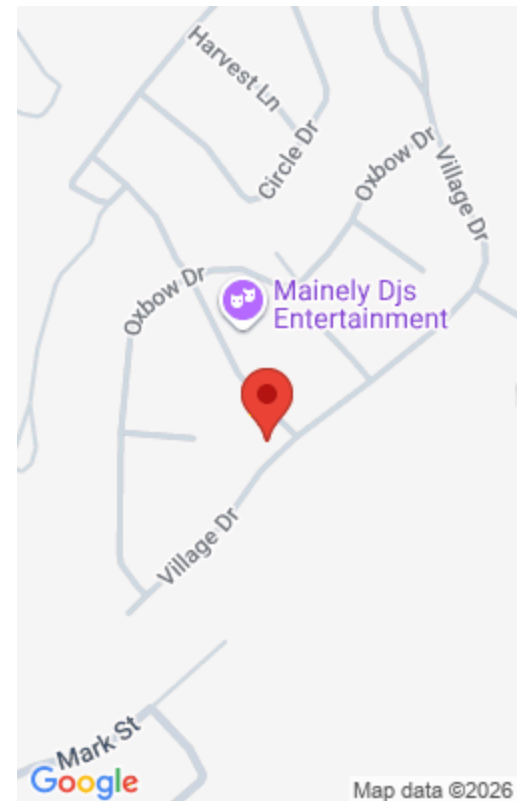 Harvest Ln
Circle Dr
Oxbow Dr
Village Dr
Oxbow Dr
Mainely Djs
Entertainment
Village Dr
Mark St
Google
Map data ©2026